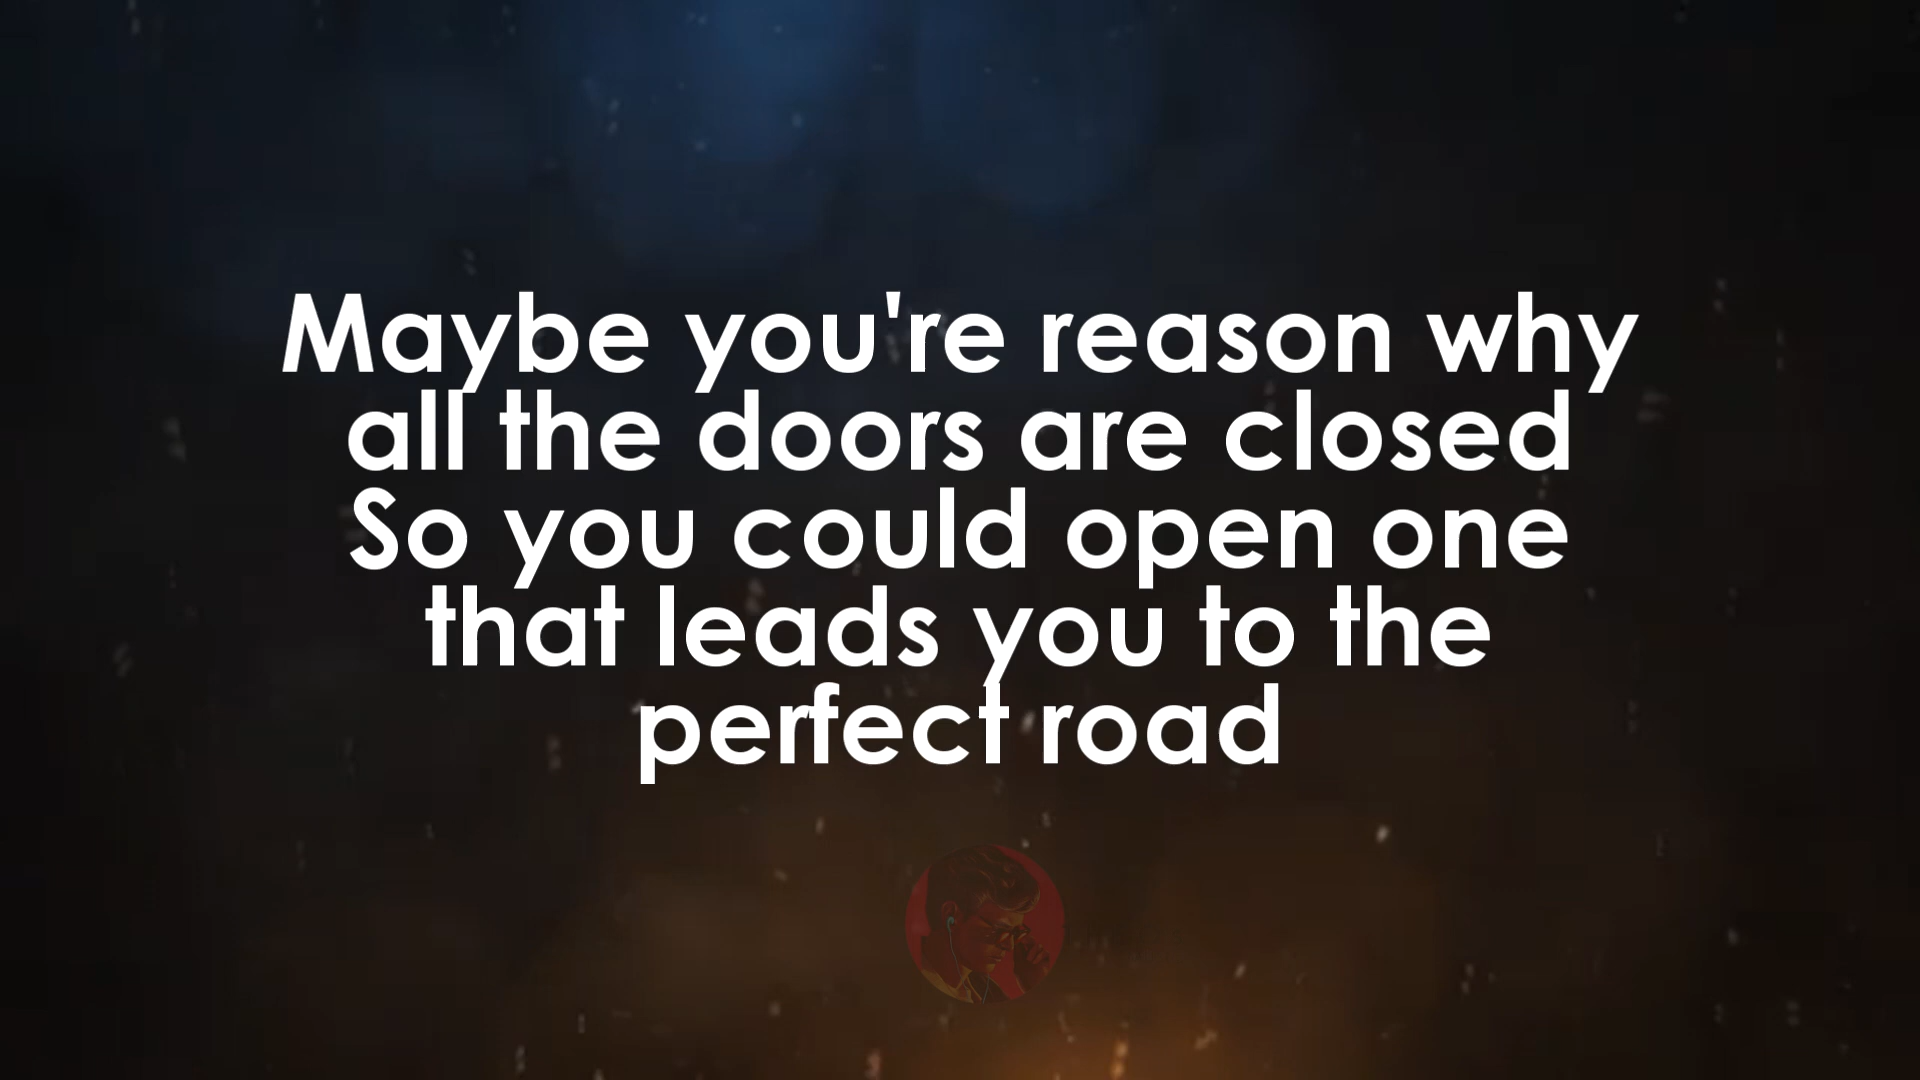 Maybe you're reason why
all the doors are closed
So you could open one
that leads you to the
perfect road